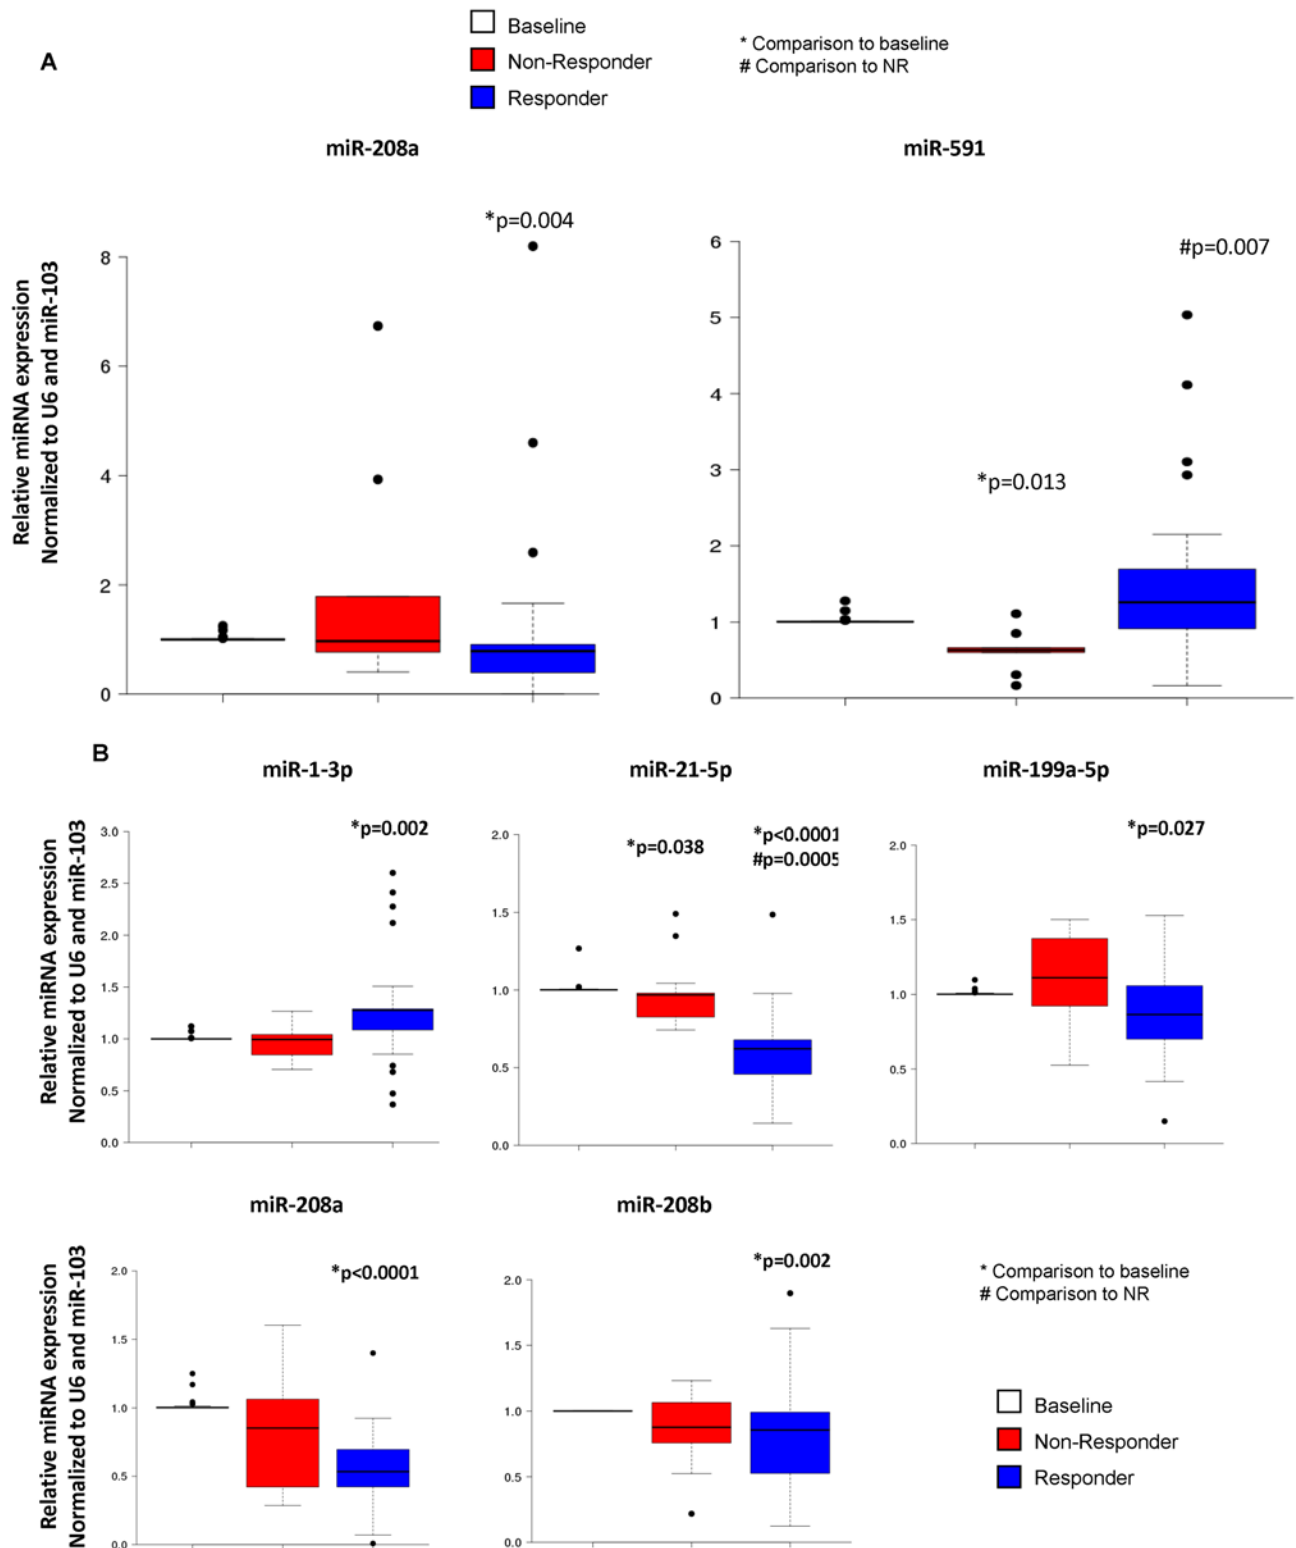 A
Baseline
Non-Responder
Responder
* Comparison to baseline
# Comparison to NR
miR-208a
miR-591
Relative miRNA expression
Normalized to U6 and miR-103
*p=0.004
8
6
4
2
0
#p=0.007
*p=0.013
6
5
4
3
2
1
0
B
miR-1-3p
miR-21-5p
miR-199a-5p
Relative miRNA expression
Normalized to U6 and miR-103
*p=0.002
3.0
2.5
2.0
1.5
1.0
0.5
0.0
*p=0.038
*p<0.0001
#p=0.0005
2.0
1.5
1.0
0.5
0.0
*p=0.027
2.0
1.5
1.0
0.5
0.0
miR-208a
miR-208b
Relative miRNA expression
Normalized to U6 and miR-103
*p<0.0001
2.0
1.5
1.0
0.5
0.0
*p=0.002
2.0
1.5
1.0
0.5
0.0
* Comparison to baseline
# Comparison to NR
Baseline
Non-Responder
Responder